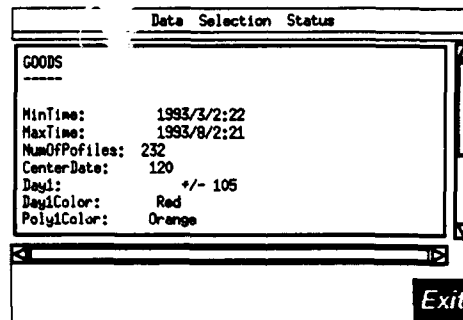 Data Selection Status
GOODS
-----
MinTime: 1993/3/2:22
MaxTime: 1993/8/2:21
NumOfPofiles: 232
CenterDate: 120
Day1: +/- 105
Day1Color: Red
Poly1Color: Orange
Exit